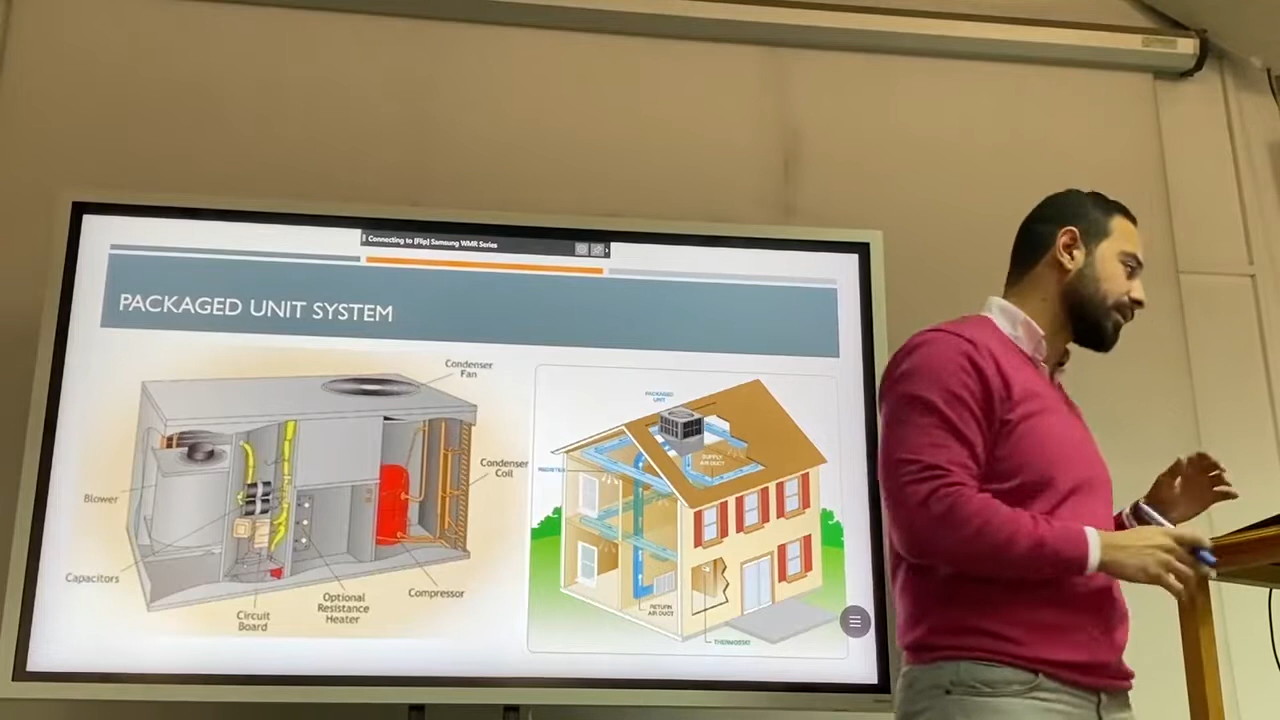 Connecting to [Flip] Samsung WMR Series
PACKAGED UNIT SYSTEM
Condenser
Fan
Condenser
Coil
Blower
Capacitors
Circuit
Board
Optional
Resistance
Heater
Compressor
PACKAGED
UNIT
SUPPLY
AIR DUCT
REGISTER
RETURN
AIR DUCT
THERMOSTAT